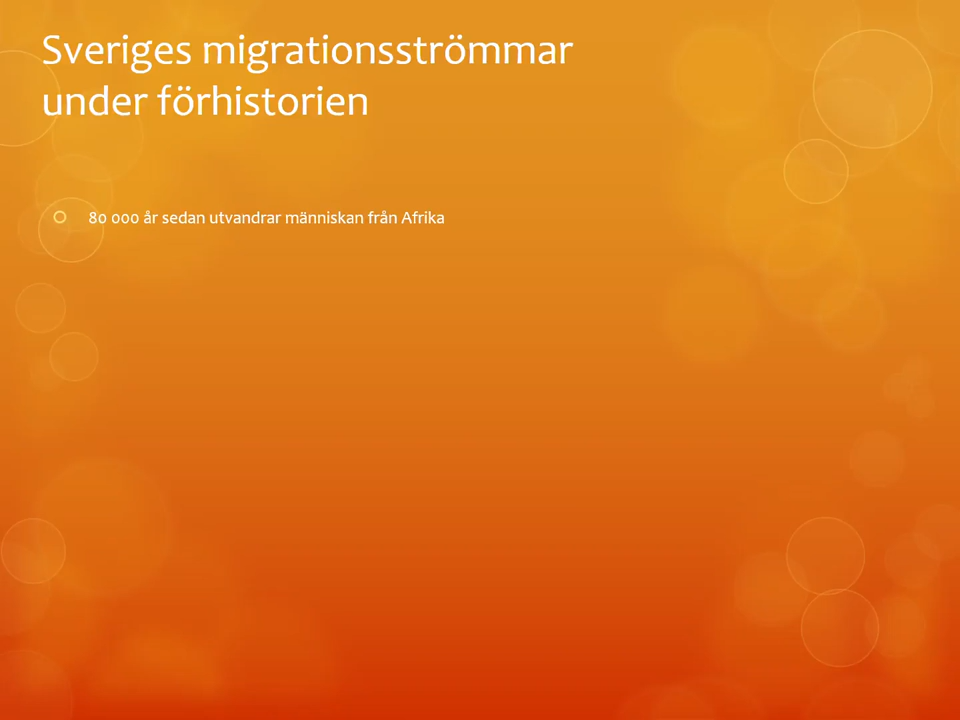 Sveriges migrationsströmmar
under förhistorien
80 000 år sedan utvandrar människan från Afrika